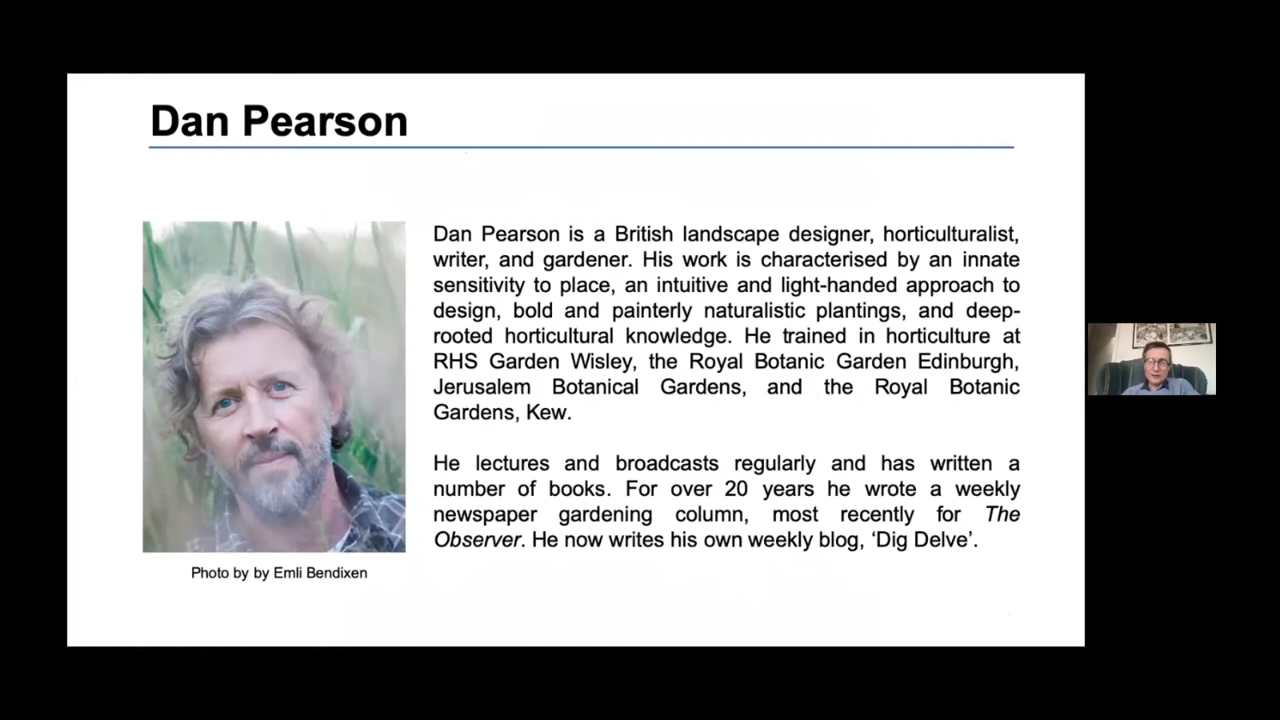 Dan Pearson
Dan Pearson is a British landscape designer, horticulturalist,
writer, and gardener. His work is characterised by an innate
sensitivity to place, an intuitive and light-handed approach to
design, bold and painterly naturalistic plantings, and deep-
rooted horticultural knowledge. He trained in horticulture at
RHS Garden Wisley, the Royal Botanic Garden Edinburgh,
Jerusalem Botanical Gardens, and the Royal Botanic
Gardens, Kew.
He lectures and broadcasts regularly and has written a
number of books. For over 20 years he wrote a weekly
newspaper gardening column, most recently for The
Observer. He now writes his own weekly blog, ‘Dig Delve’.
Photo by by Emli Bendixen